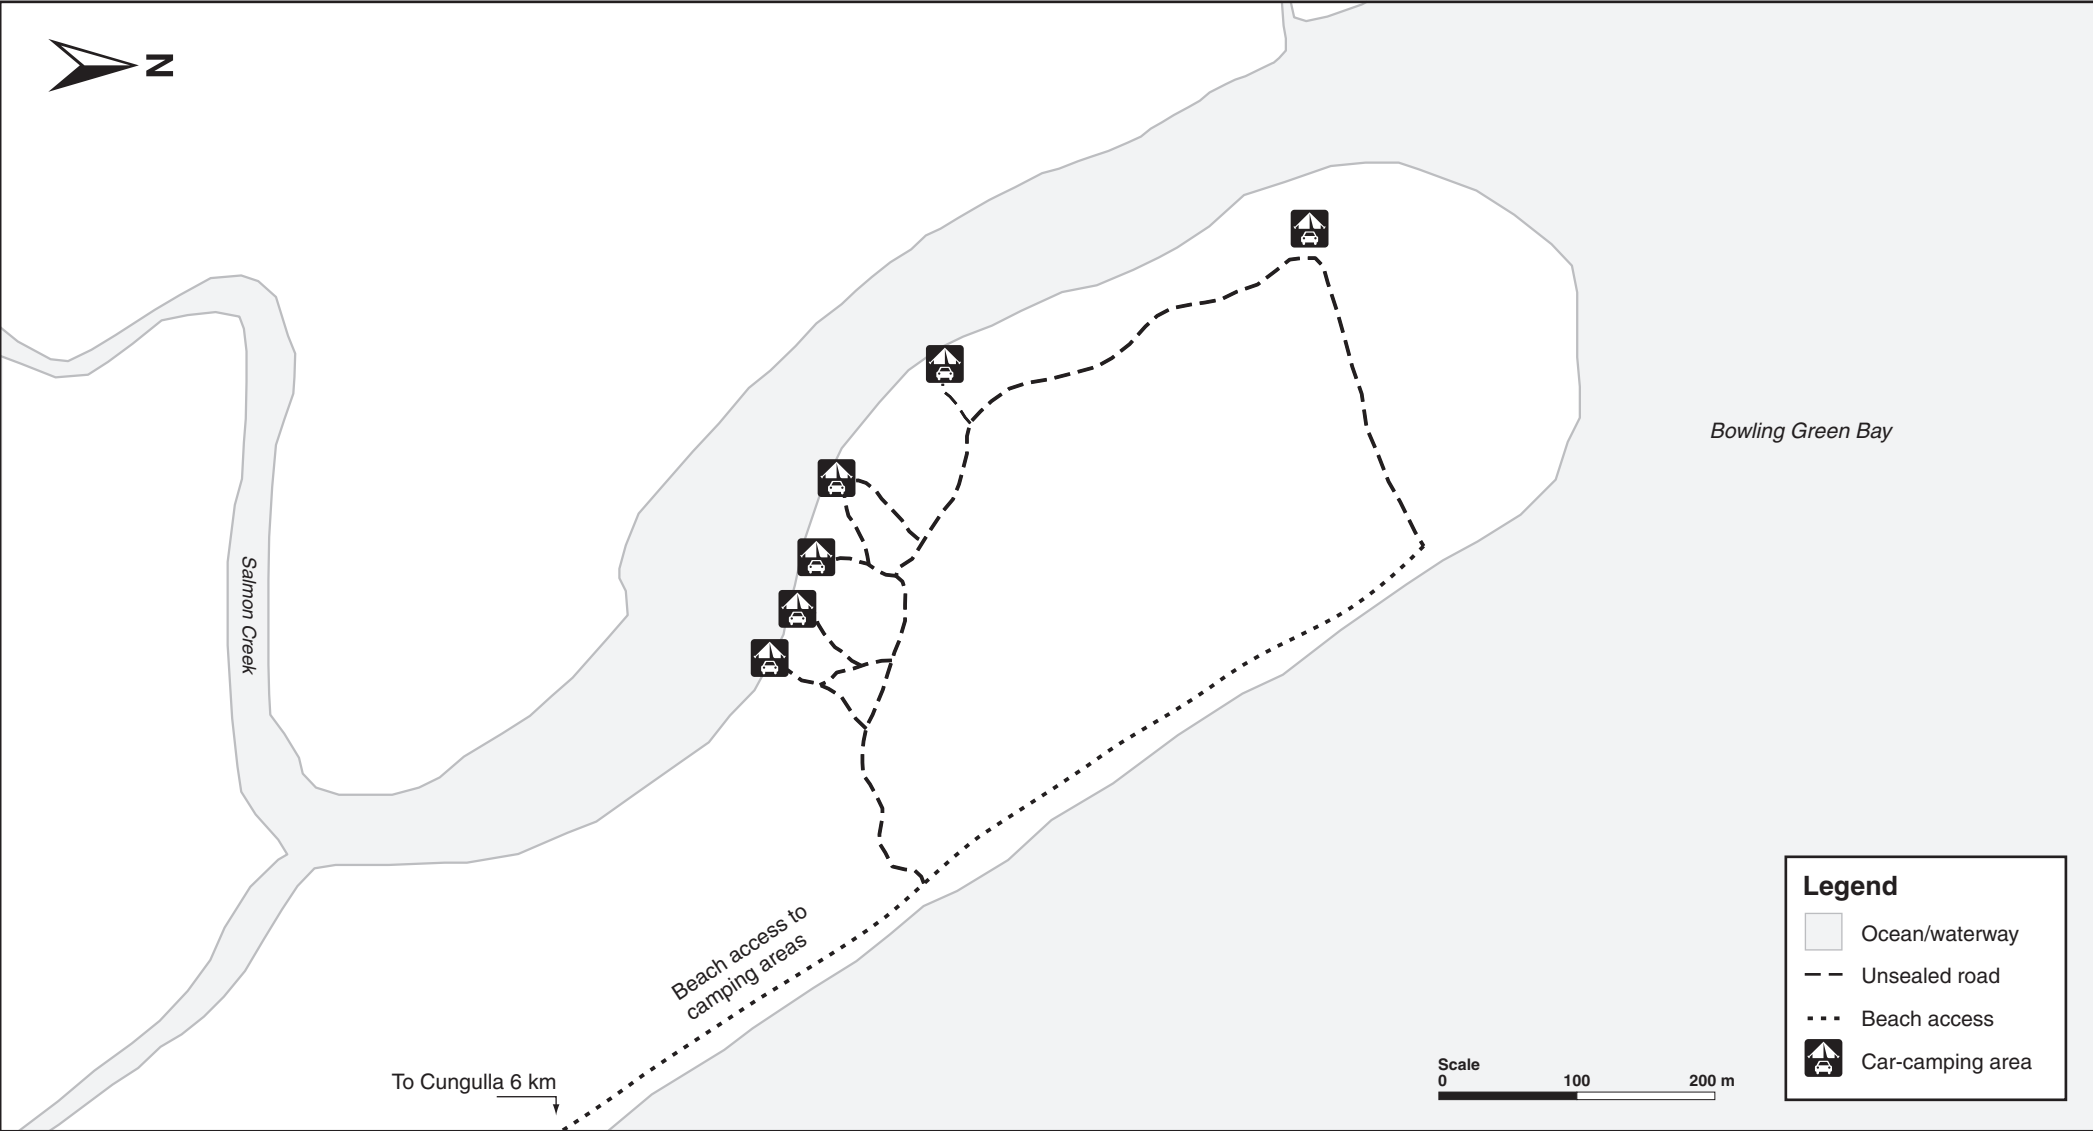 N
Bowling Green Bay
Salmon Creek
Beach access to
camping areas
To Cungulla 6 km
Scale
0 100 200 m
Legend
Ocean/waterway
Unsealed road
Beach access
Car-camping area